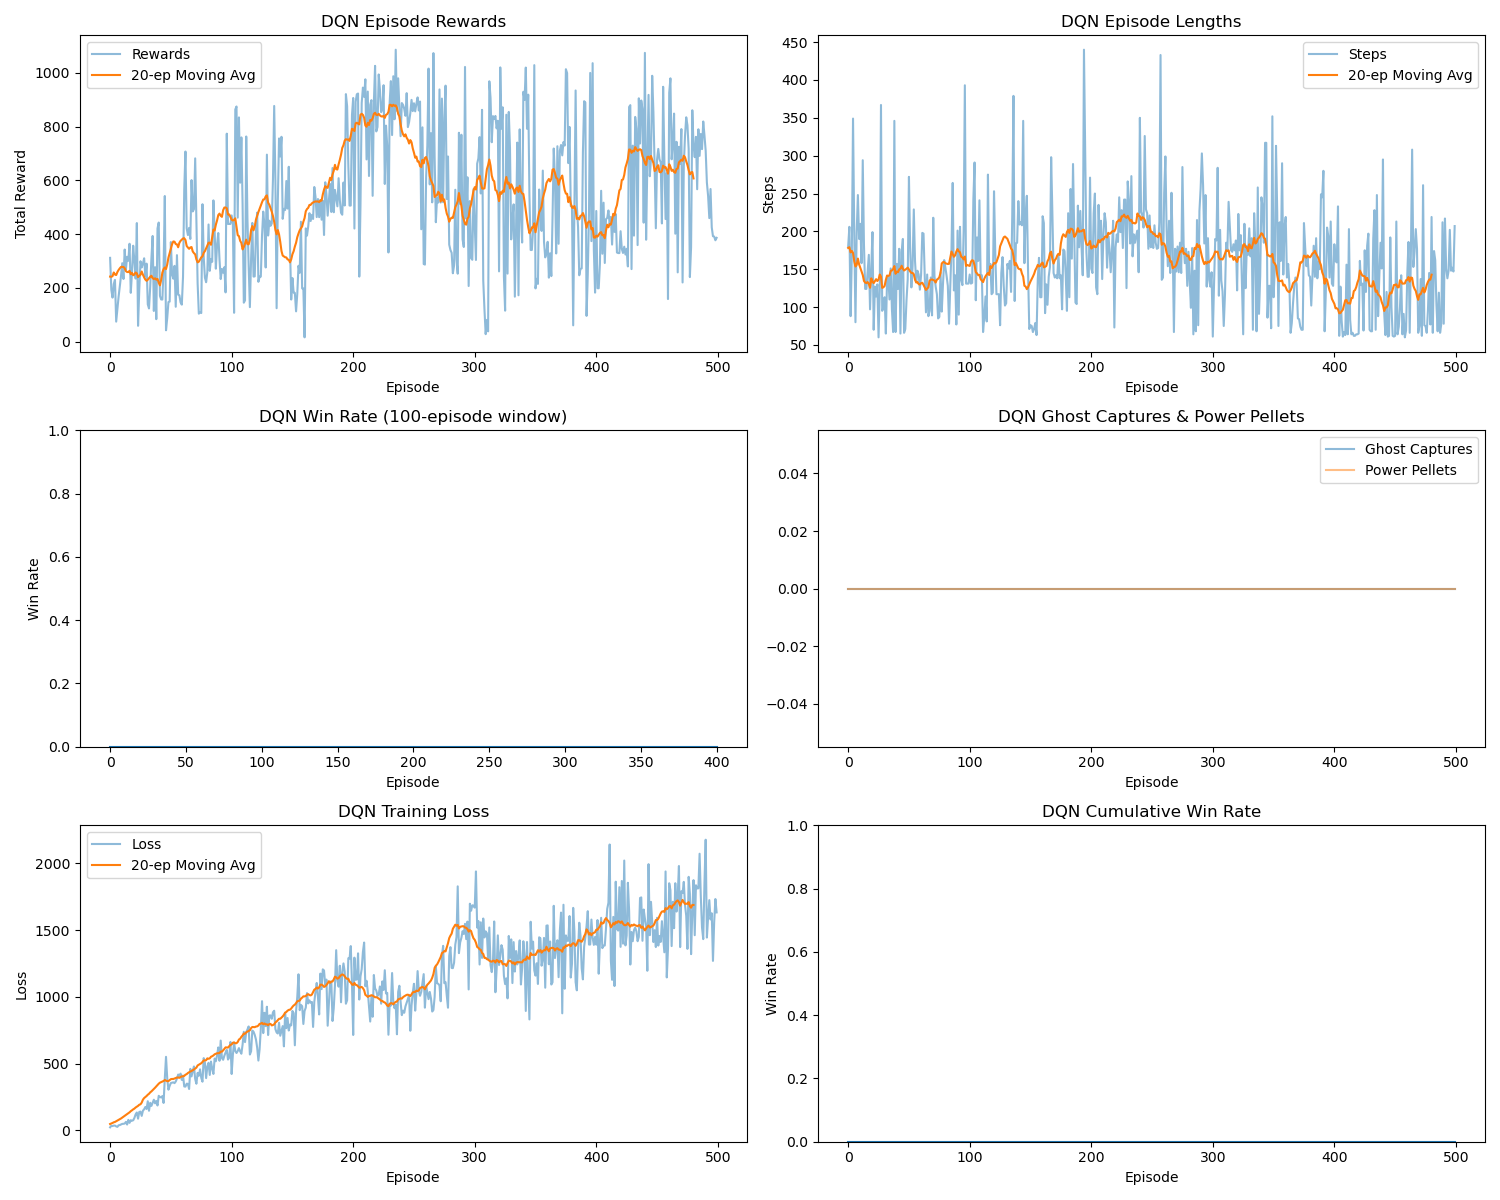 DQN Episode Rewards
Rewards
20-ep Moving Avg
Total Reward
1000
800
600
400
200
0
0 100 200 300 400 500
Episode
DQN Episode Lengths
Steps
20-ep Moving Avg
Steps
450
400
350
300
250
200
150
100
50
0 100 200 300 400 500
Episode
DQN Win Rate (100-episode window)
Win Rate
1.0
0.8
0.6
0.4
0.2
0.0
0 50 100 150 200 250 300 350 400
Episode
DQN Ghost Captures & Power Pellets
Ghost Captures
Power Pellets
0.04
0.02
0.00
−0.02
−0.04
0 100 200 300 400 500
Episode
DQN Training Loss
Loss
20-ep Moving Avg
Loss
2000
1500
1000
500
0
0 100 200 300 400 500
Episode
DQN Cumulative Win Rate
Win Rate
1.0
0.8
0.6
0.4
0.2
0.0
0 100 200 300 400 500
Episode